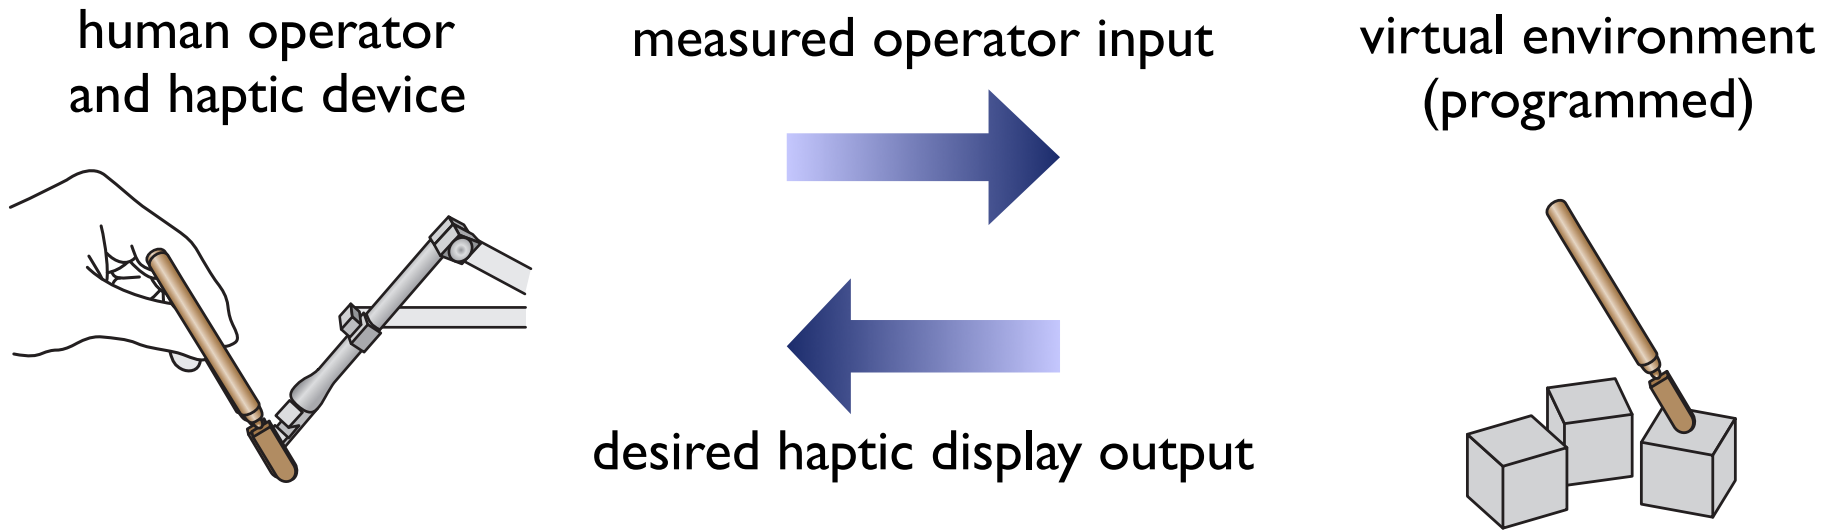 human operator
and haptic device
measured operator input
virtual environment
(programmed)
desired haptic display output